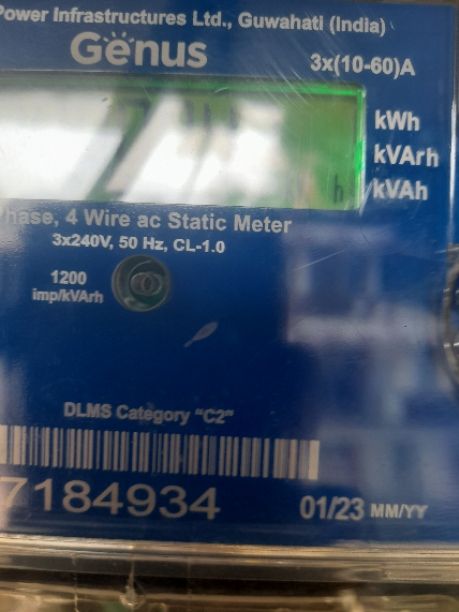 Power Infrastructures Ltd., Guwahati (India)
Genus
3x(10-60)A
kWh
kVArh
kVAh
Phase, 4 Wire ac Static Meter
3x240V, 50 Hz, CL-1.0
1200
imp/kVArh
DLMS Category "C2"
7184934
01/23 MM/YY